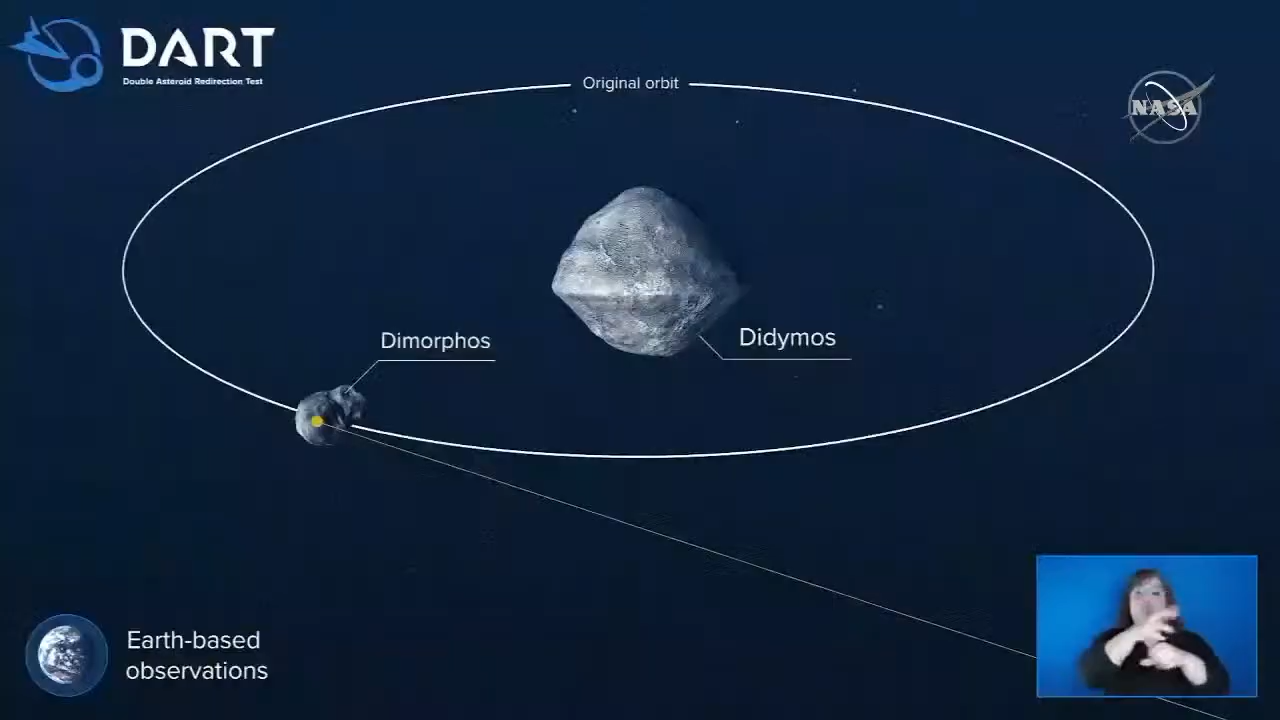 DART
Double Asteroid Redirection Test
Original orbit
NASA
Dimorphos
Didymos
Earth-based
observations